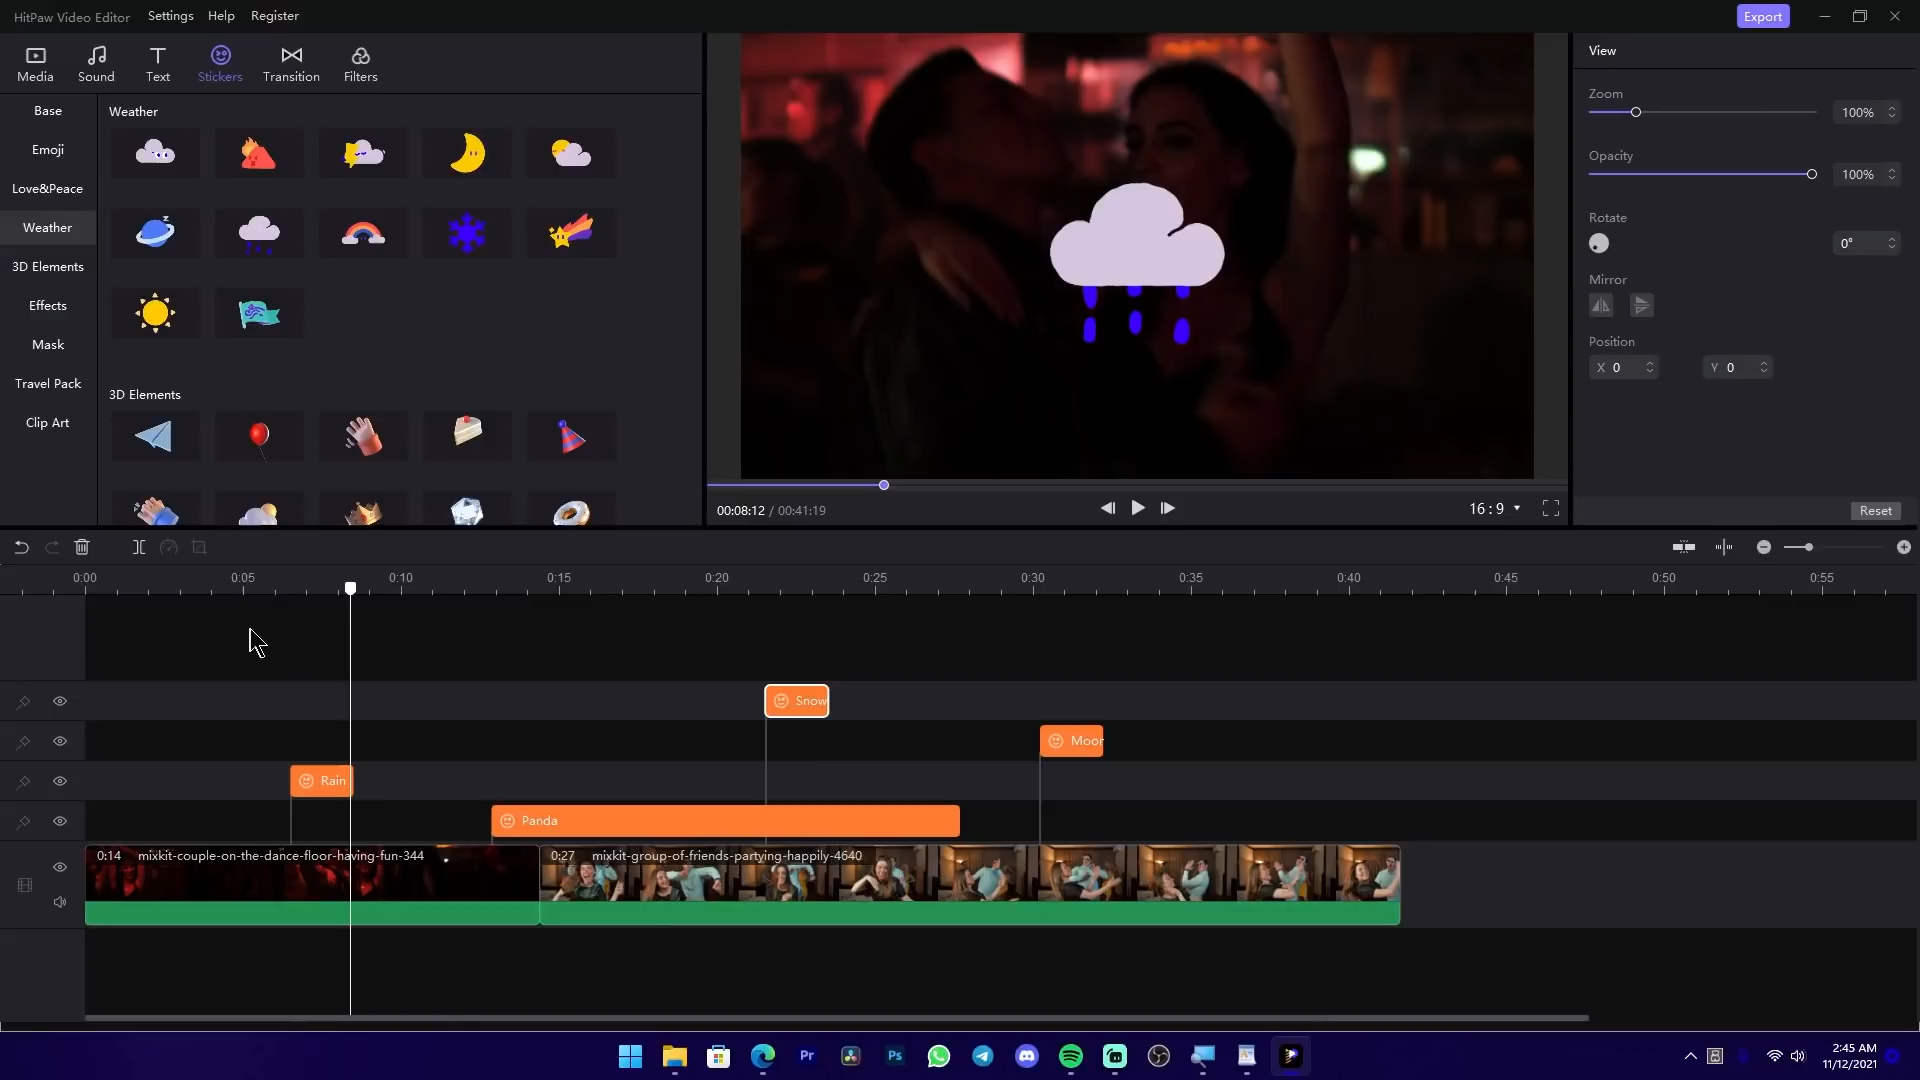 HitPaw Video Editor Settings Help Register Export
Media Sound Text Stickers Transition Filters
Base
Emoji
Love&Peace
Weather
3D Elements
Effects
Mask
Travel Pack
Clip Art
Weather
3D Elements
00:08:12 / 00:41:19 16:9
View
Zoom
100%
Opacity
100%
Rotate
0°
Mirror
Position
X 0 Y 0
Reset
0:00 0:05 0:10 0:15 0:20 0:25 0:30 0:35 0:40 0:45 0:50 0:55
Snow
Moor
Rain
Panda
0:14 mixkit-couple-on-the-dance-floor-having-fun-344 0:27 mixkit-group-of-friends-partying-happily-4640
Pr Ps
2:45 AM
11/12/2021